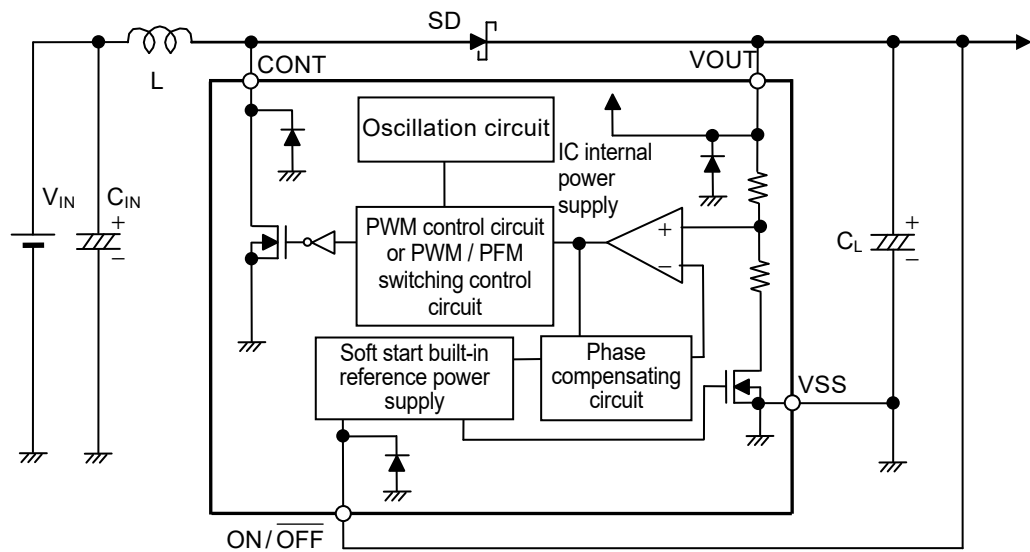 SD
CONT
VOUT
L
Oscillation circuit
IC internal
power
supply
VIN
CIN
+
−
PWM control circuit
or PWM / PFM
switching control
circuit
+
−
CL
+
−
Soft start built-in
reference power
supply
Phase
compensating
circuit
VSS
ON / OFF